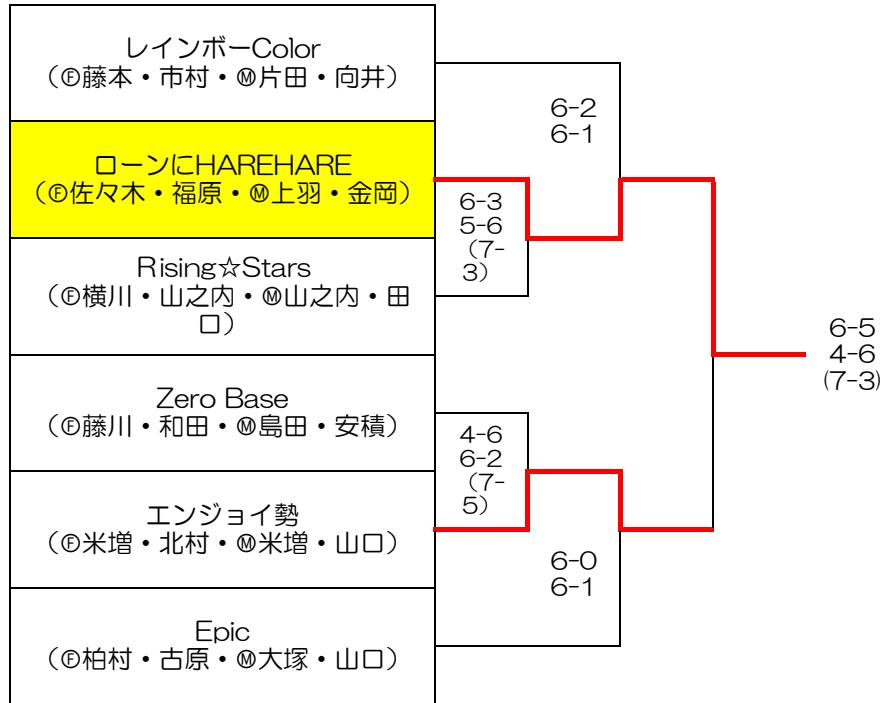 レインボーColor
（Ⓕ藤本・市村・Ⓜ片田・向井）
ローンにHAREHARE
（Ⓕ佐々木・福原・Ⓜ上羽・金岡）
Rising☆Stars
（Ⓕ横川・山之内・Ⓜ山之内・田
口）
Zero Base
（Ⓕ藤川・和田・Ⓜ島田・安積）
エンジョイ勢
（Ⓕ米増・北村・Ⓜ米増・山口）
Epic
（Ⓕ柏村・古原・Ⓜ大塚・山口）
6-3
5-6
（7-
3）
4-6
6-2
（7-
5）
6-2
6-1
6-0
6-1
6-5
4-6
(7-3)